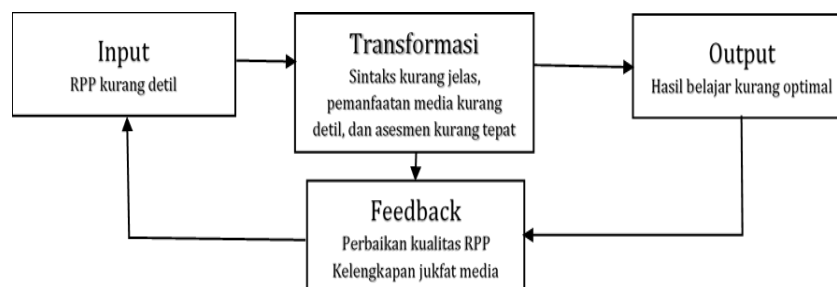 Input
RPP kurang detil
Transformasi
Sintaks kurang jelas,
pemanfaatan media kurang
detil, dan asesmen kurang tepat
Output
Hasil belajar kurang optimal
Feedback
Perbaikan kualitas RPP
Kelengkapan jukfat media